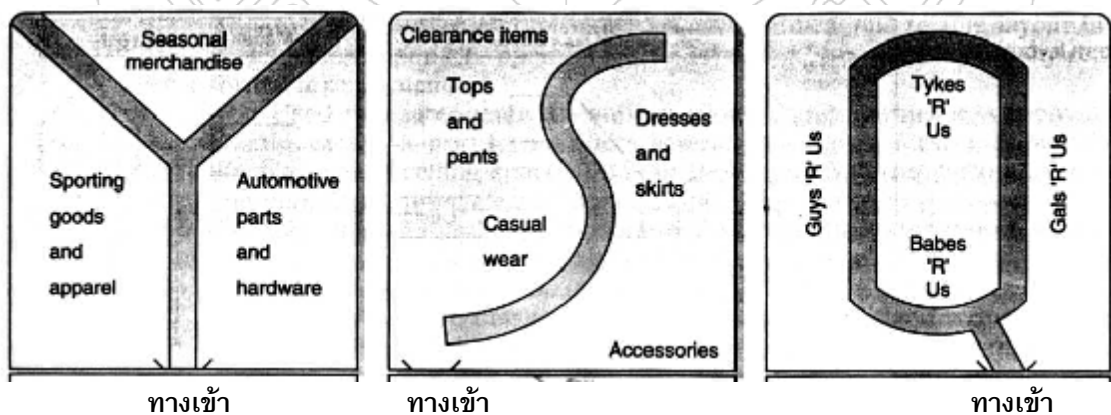 Seasonal
merchandise
Sporting
goods
and
apparel
Automotive
parts
and
hardware
ทางเข้า
Clearance items
Tops
and
pants
Dresses
and
skirts
Casual
wear
Accessories
ทางเข้า
Guys 'R' Us
Tykes
'R'
Us
Babes
'R'
Us
Gals 'R' Us
ทางเข้า